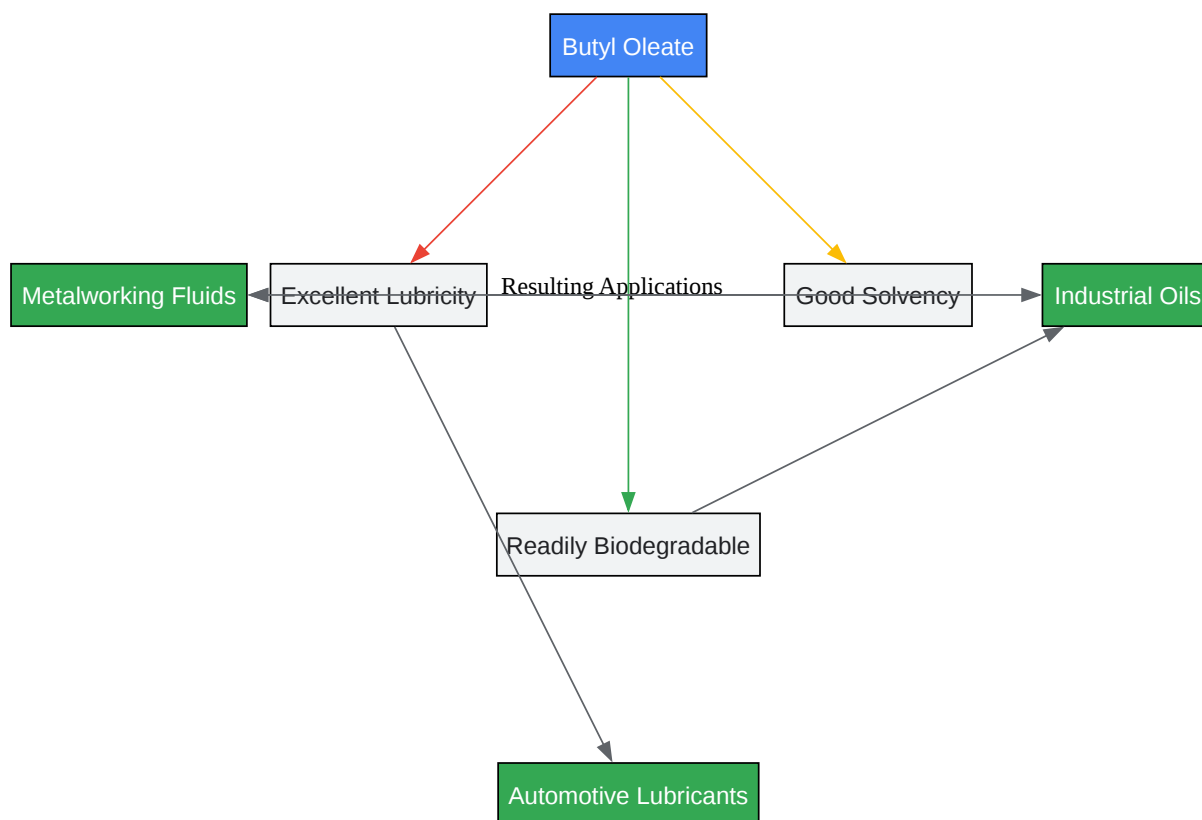 Butyl Oleate
Metalworking Fluids
Excellent Lubricity
Resulting Applications
Good Solvency
Industrial Oils
Readily Biodegradable
Automotive Lubricants